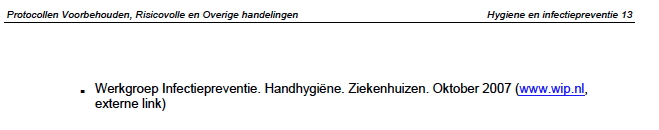 Protocollen Voorbehouden, Risicovolle en Overige handelingen Hygiene en infectiepreventie 13
▪ Werkgroep Infectiepreventie. Handhygiëne. Ziekenhuizen. Oktober 2007 (www.wip.nl,
externe link)